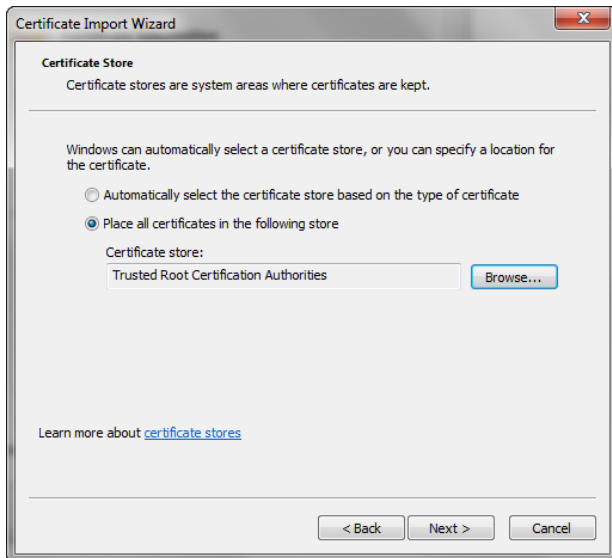 Certificate Import Wizard
Certificate Store
Certificate stores are system areas where certificates are kept.
Windows can automatically select a certificate store, or you can specify a location for
the certificate.
Automatically select the certificate store based on the type of certificate
Place all certificates in the following store
Certificate store:
Trusted Root Certification Authorities
Browse...
Learn more about certificate stores
< Back
Next >
Cancel